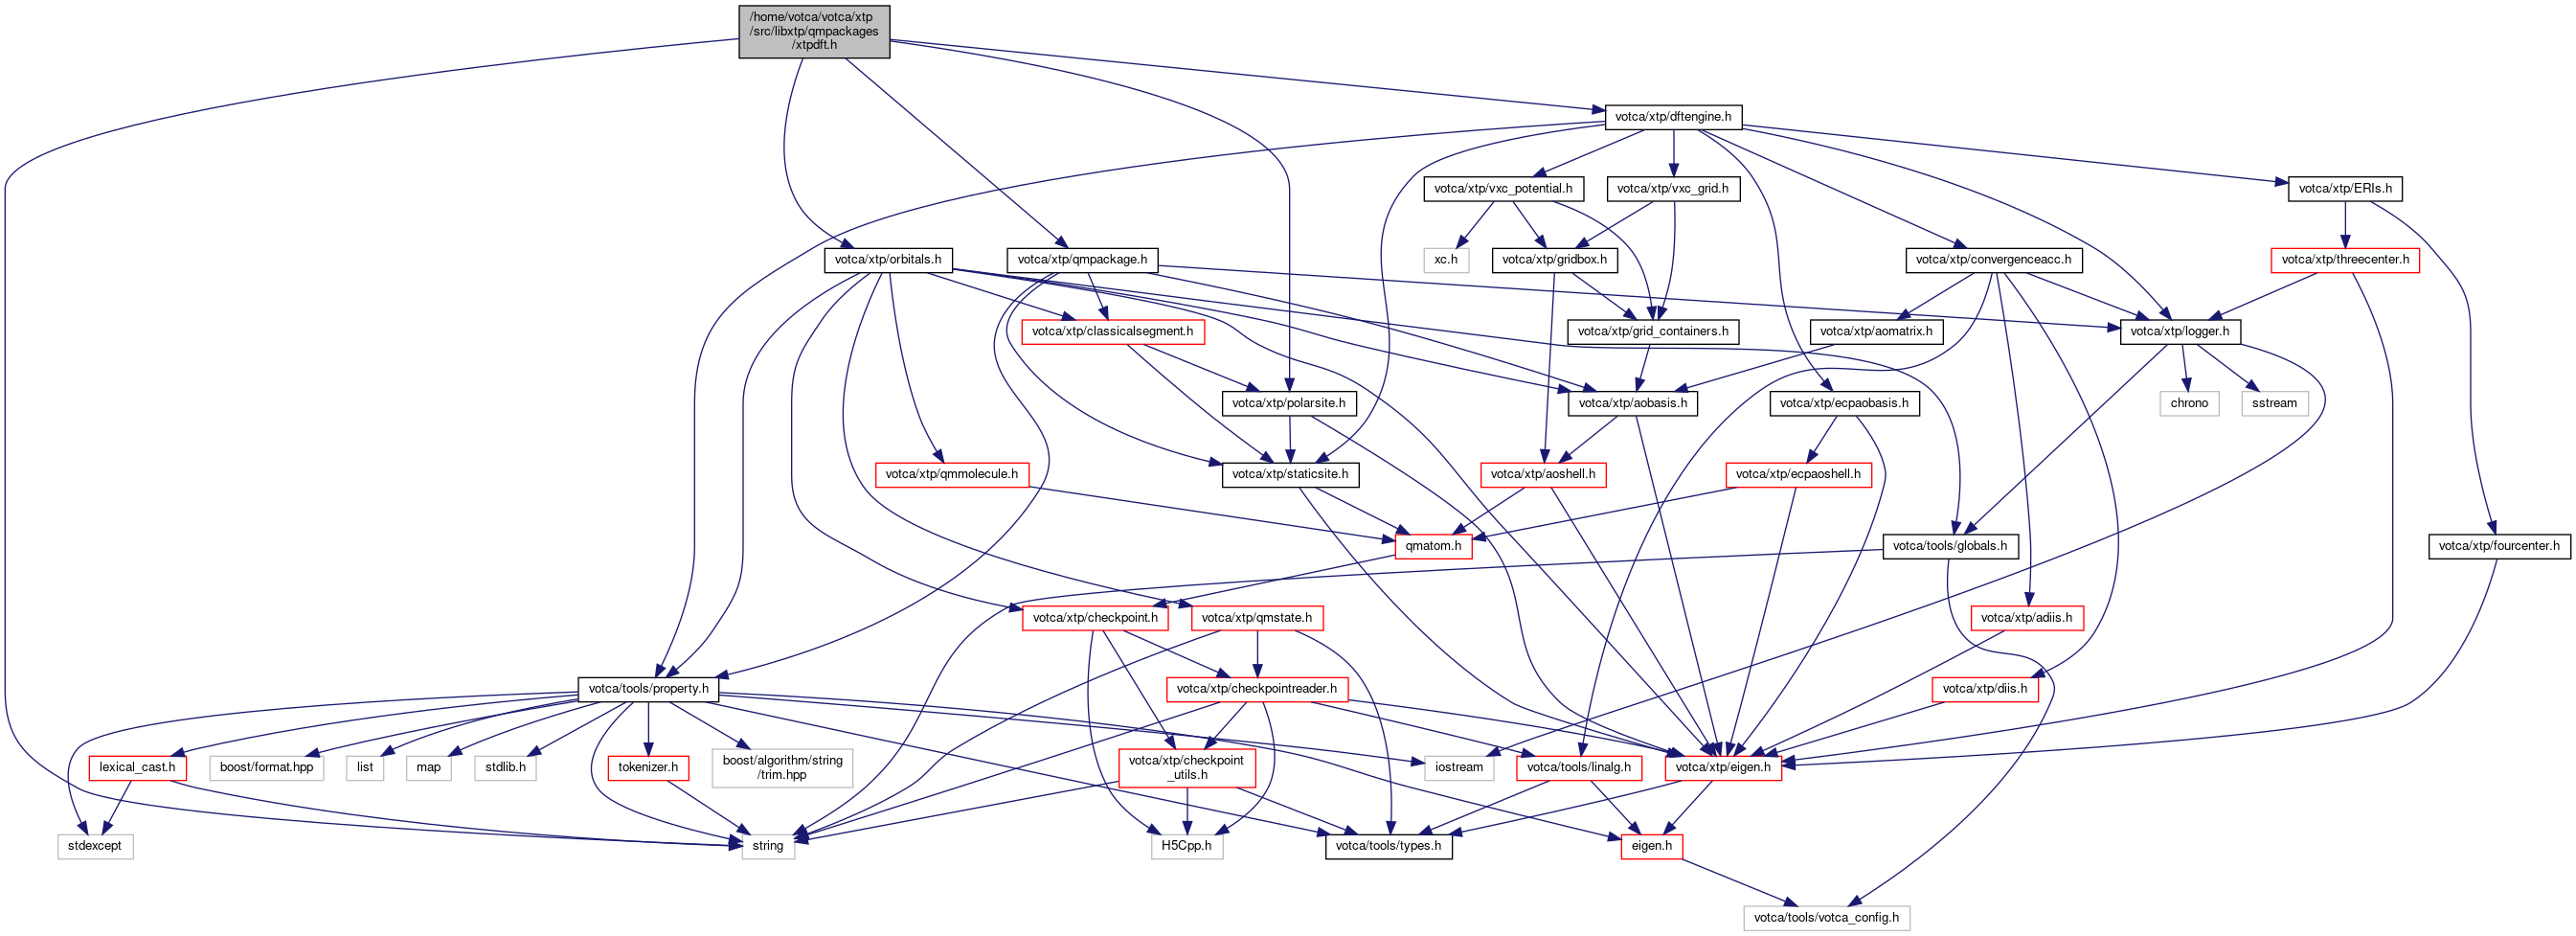 /home/votca/votca/xtp
/src/libxtp/qmpackages
/xtpdft.h
votca/xtp/dftengine.h
votca/xtp/vxc_potential.h
votca/xtp/vxc_grid.h
votca/xtp/ERIs.h
votca/xtp/orbitals.h
votca/xtp/qmpackage.h
xc.h
votca/xtp/gridbox.h
votca/xtp/convergenceacc.h
votca/xtp/threecenter.h
votca/xtp/classicalsegment.h
votca/xtp/grid_containers.h
votca/xtp/aomatrix.h
votca/xtp/logger.h
votca/xtp/polarsite.h
votca/xtp/aobasis.h
votca/xtp/ecpaobasis.h
chrono
sstream
votca/xtp/qmmolecule.h
votca/xtp/staticsite.h
votca/xtp/aoshell.h
votca/xtp/ecpaoshell.h
qmatom.h
votca/tools/globals.h
votca/xtp/fourcenter.h
votca/xtp/checkpoint.h
votca/xtp/qmstate.h
votca/xtp/adiis.h
votca/tools/property.h
votca/xtp/checkpointreader.h
votca/xtp/diis.h
lexical_cast.h
boost/format.hpp
list
map
stdlib.h
tokenizer.h
boost/algorithm/string
/trim.hpp
votca/xtp/checkpoint
_utils.h
iostream
votca/tools/linalg.h
votca/xtp/eigen.h
stdexcept
string
H5Cpp.h
votca/tools/types.h
eigen.h
votca/tools/votca_config.h